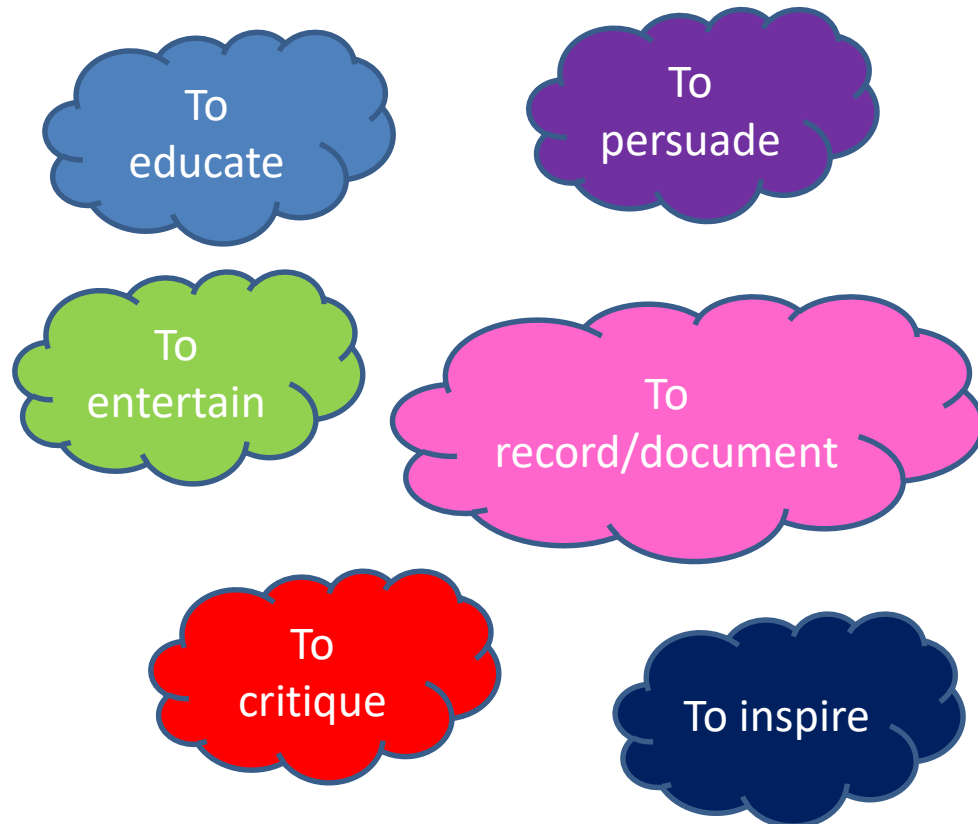 To
educate
To
persuade
To
entertain
To
record/document
To
critique
To inspire